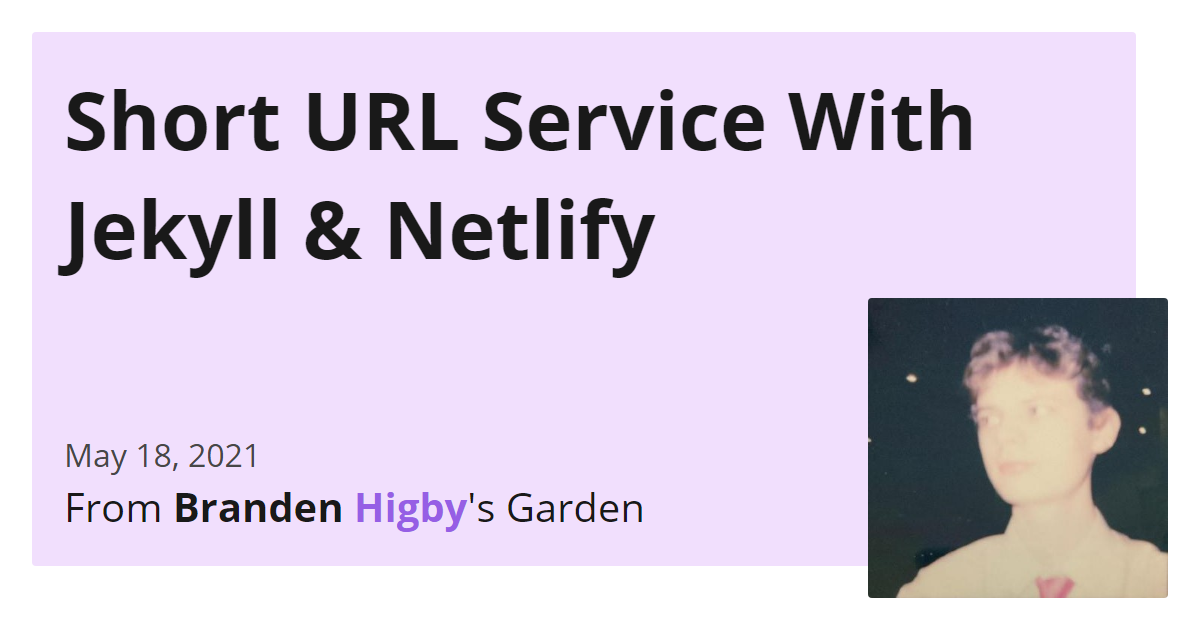 Short URL Service With
Jekyll & Netlify
May 18, 2021
From Branden Higby's Garden